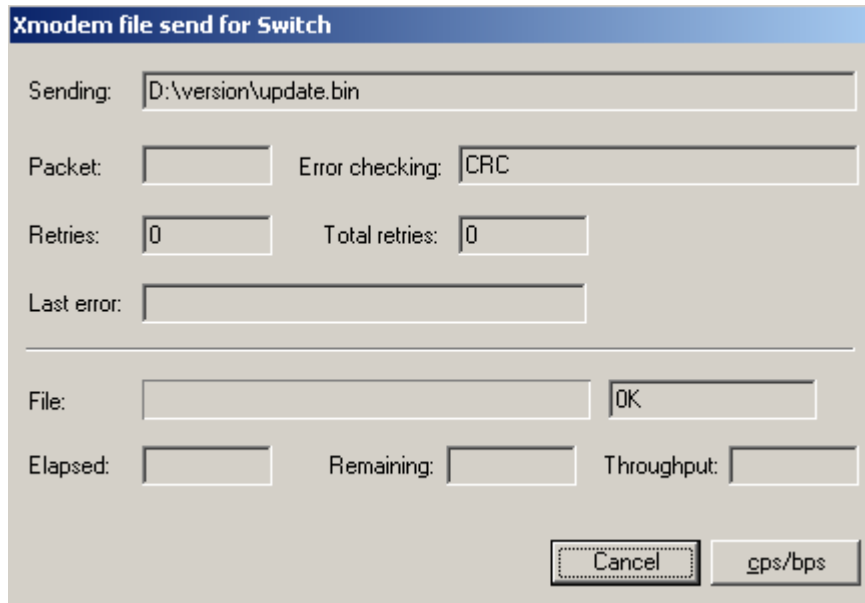 Xmodem file send for Switch
Sending: D:\version\update.bin
Packet: Error checking: CRC
Retries: 0 Total retries: 0
Last error:
File: 0K
Elapsed: Remaining: Throughput:
Cancel cps/bps